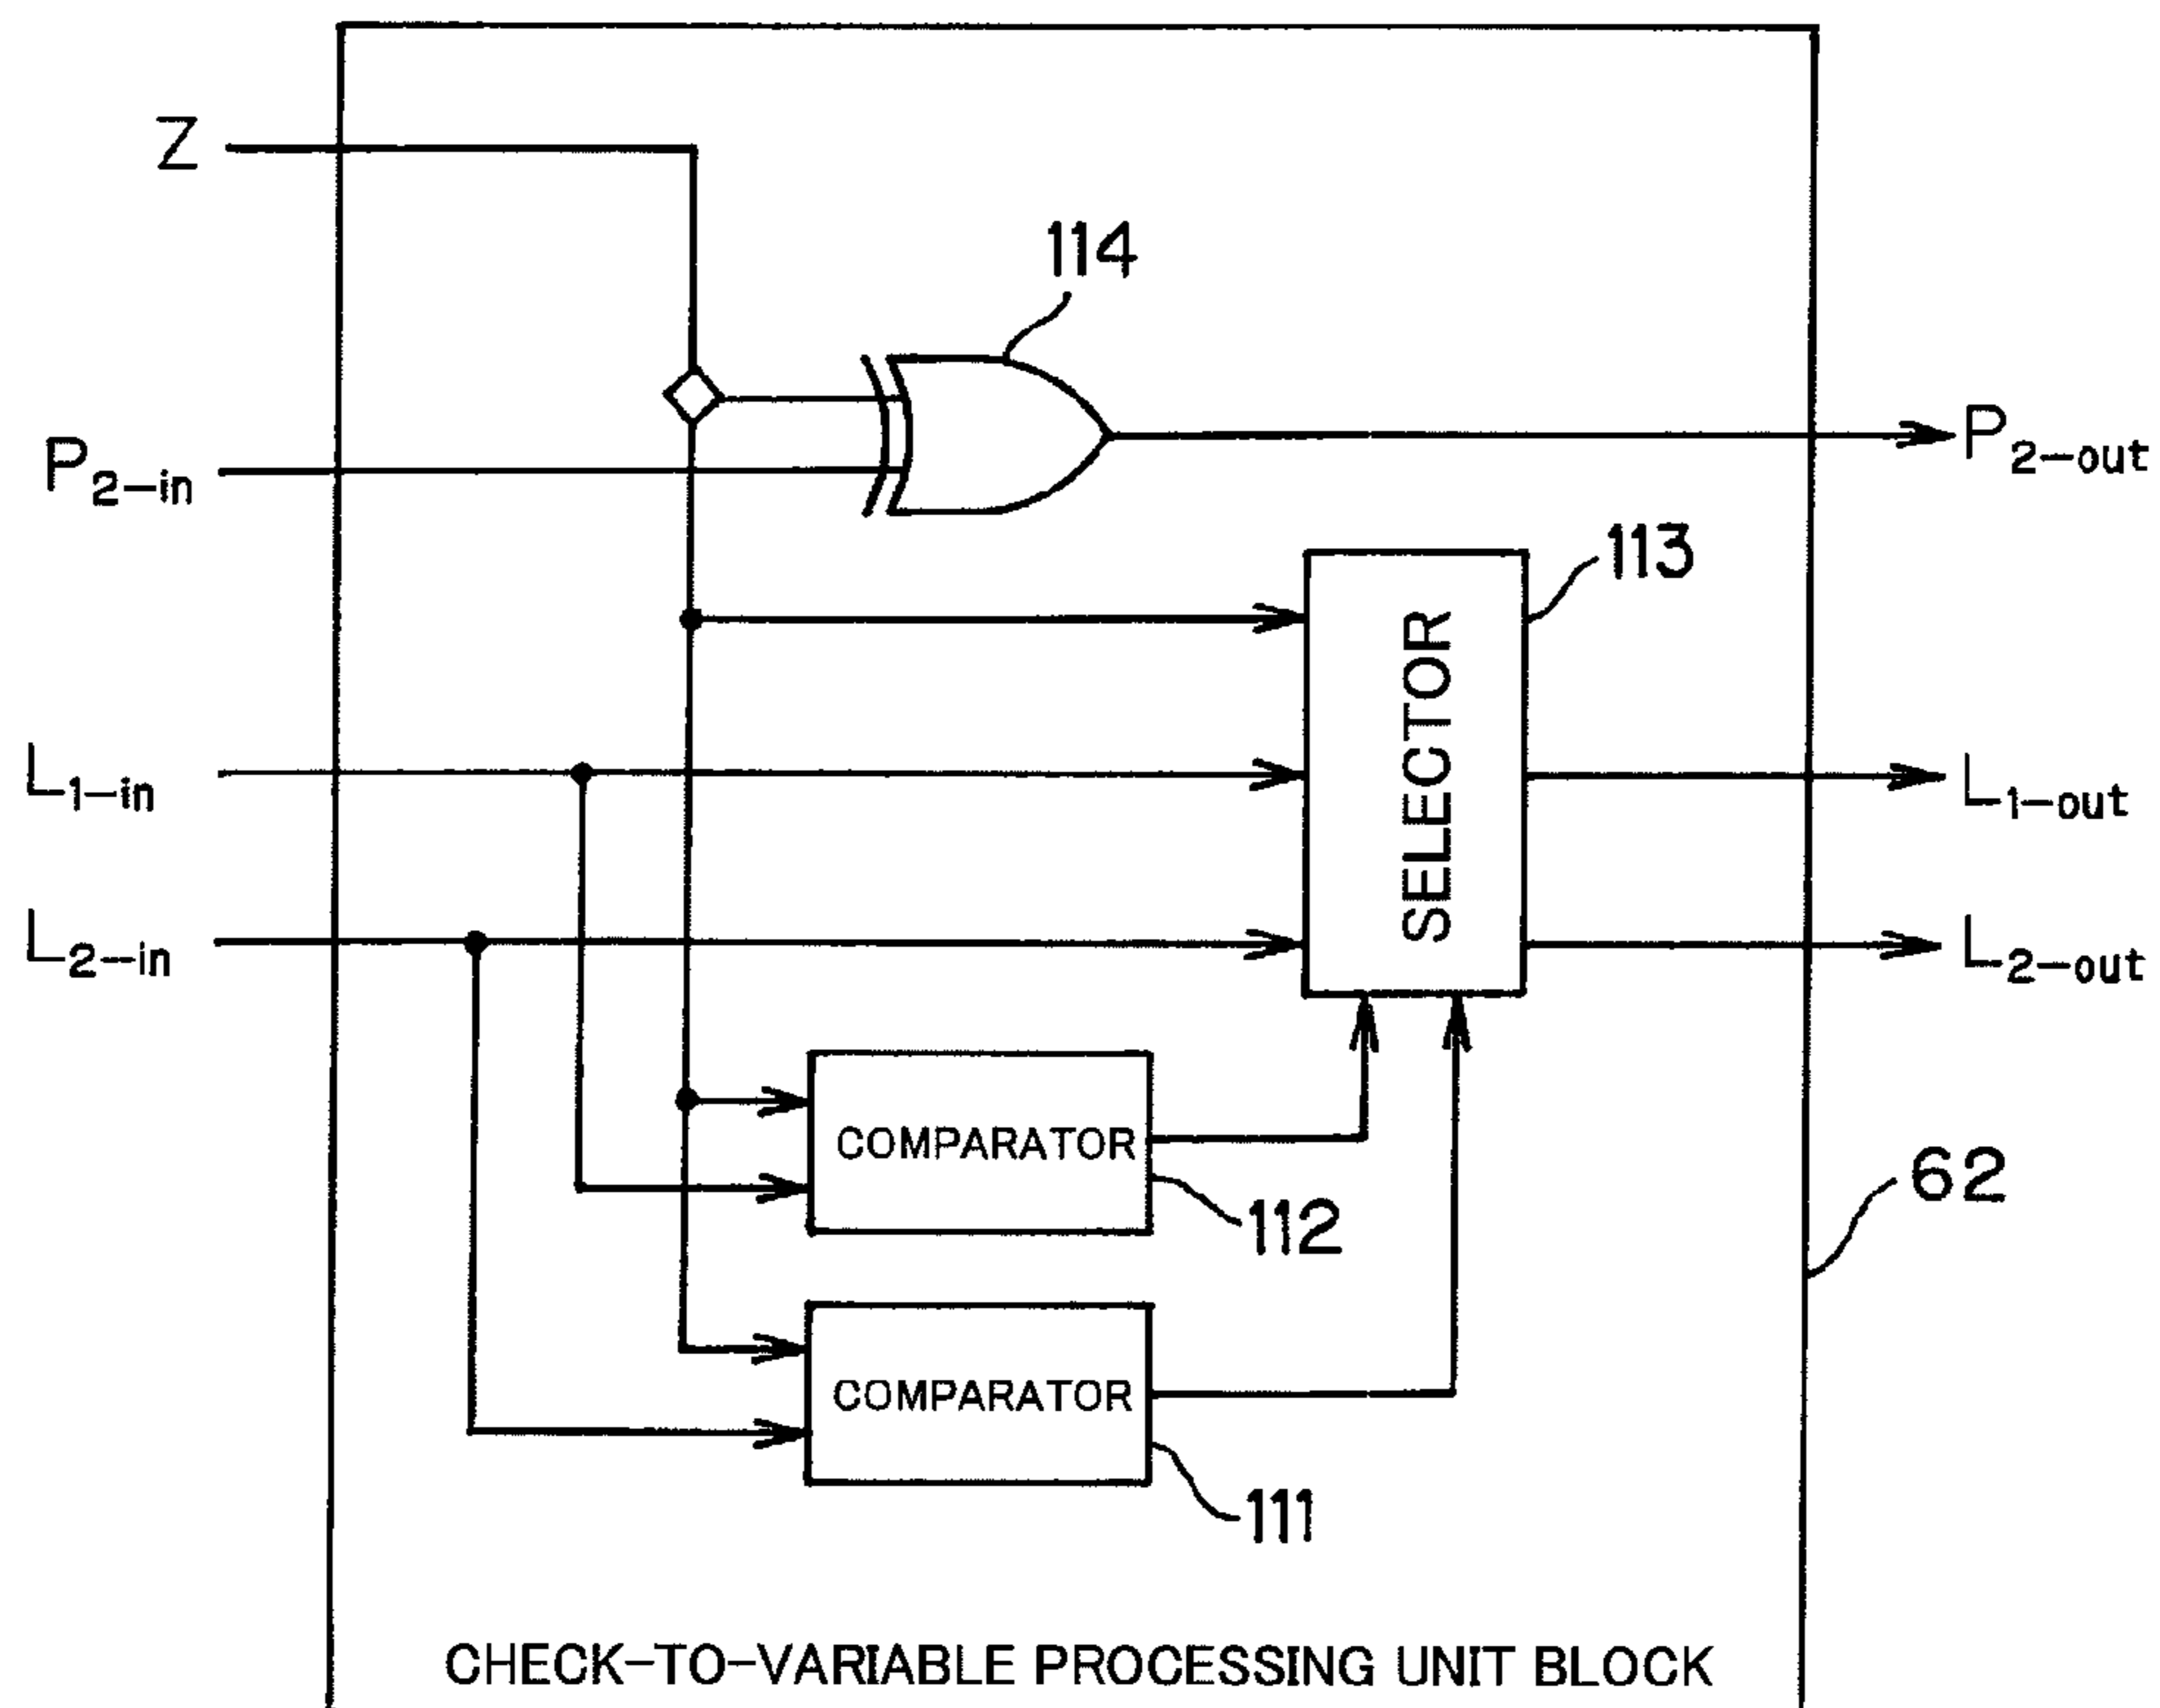 Z
114
P2-in
P2-out
113
SELECTOR
L1-in
L1-out
L2-in
L2-out
COMPARATOR
112
62
COMPARATOR
111
CHECK-TO-VARIABLE PROCESSING UNIT BLOCK